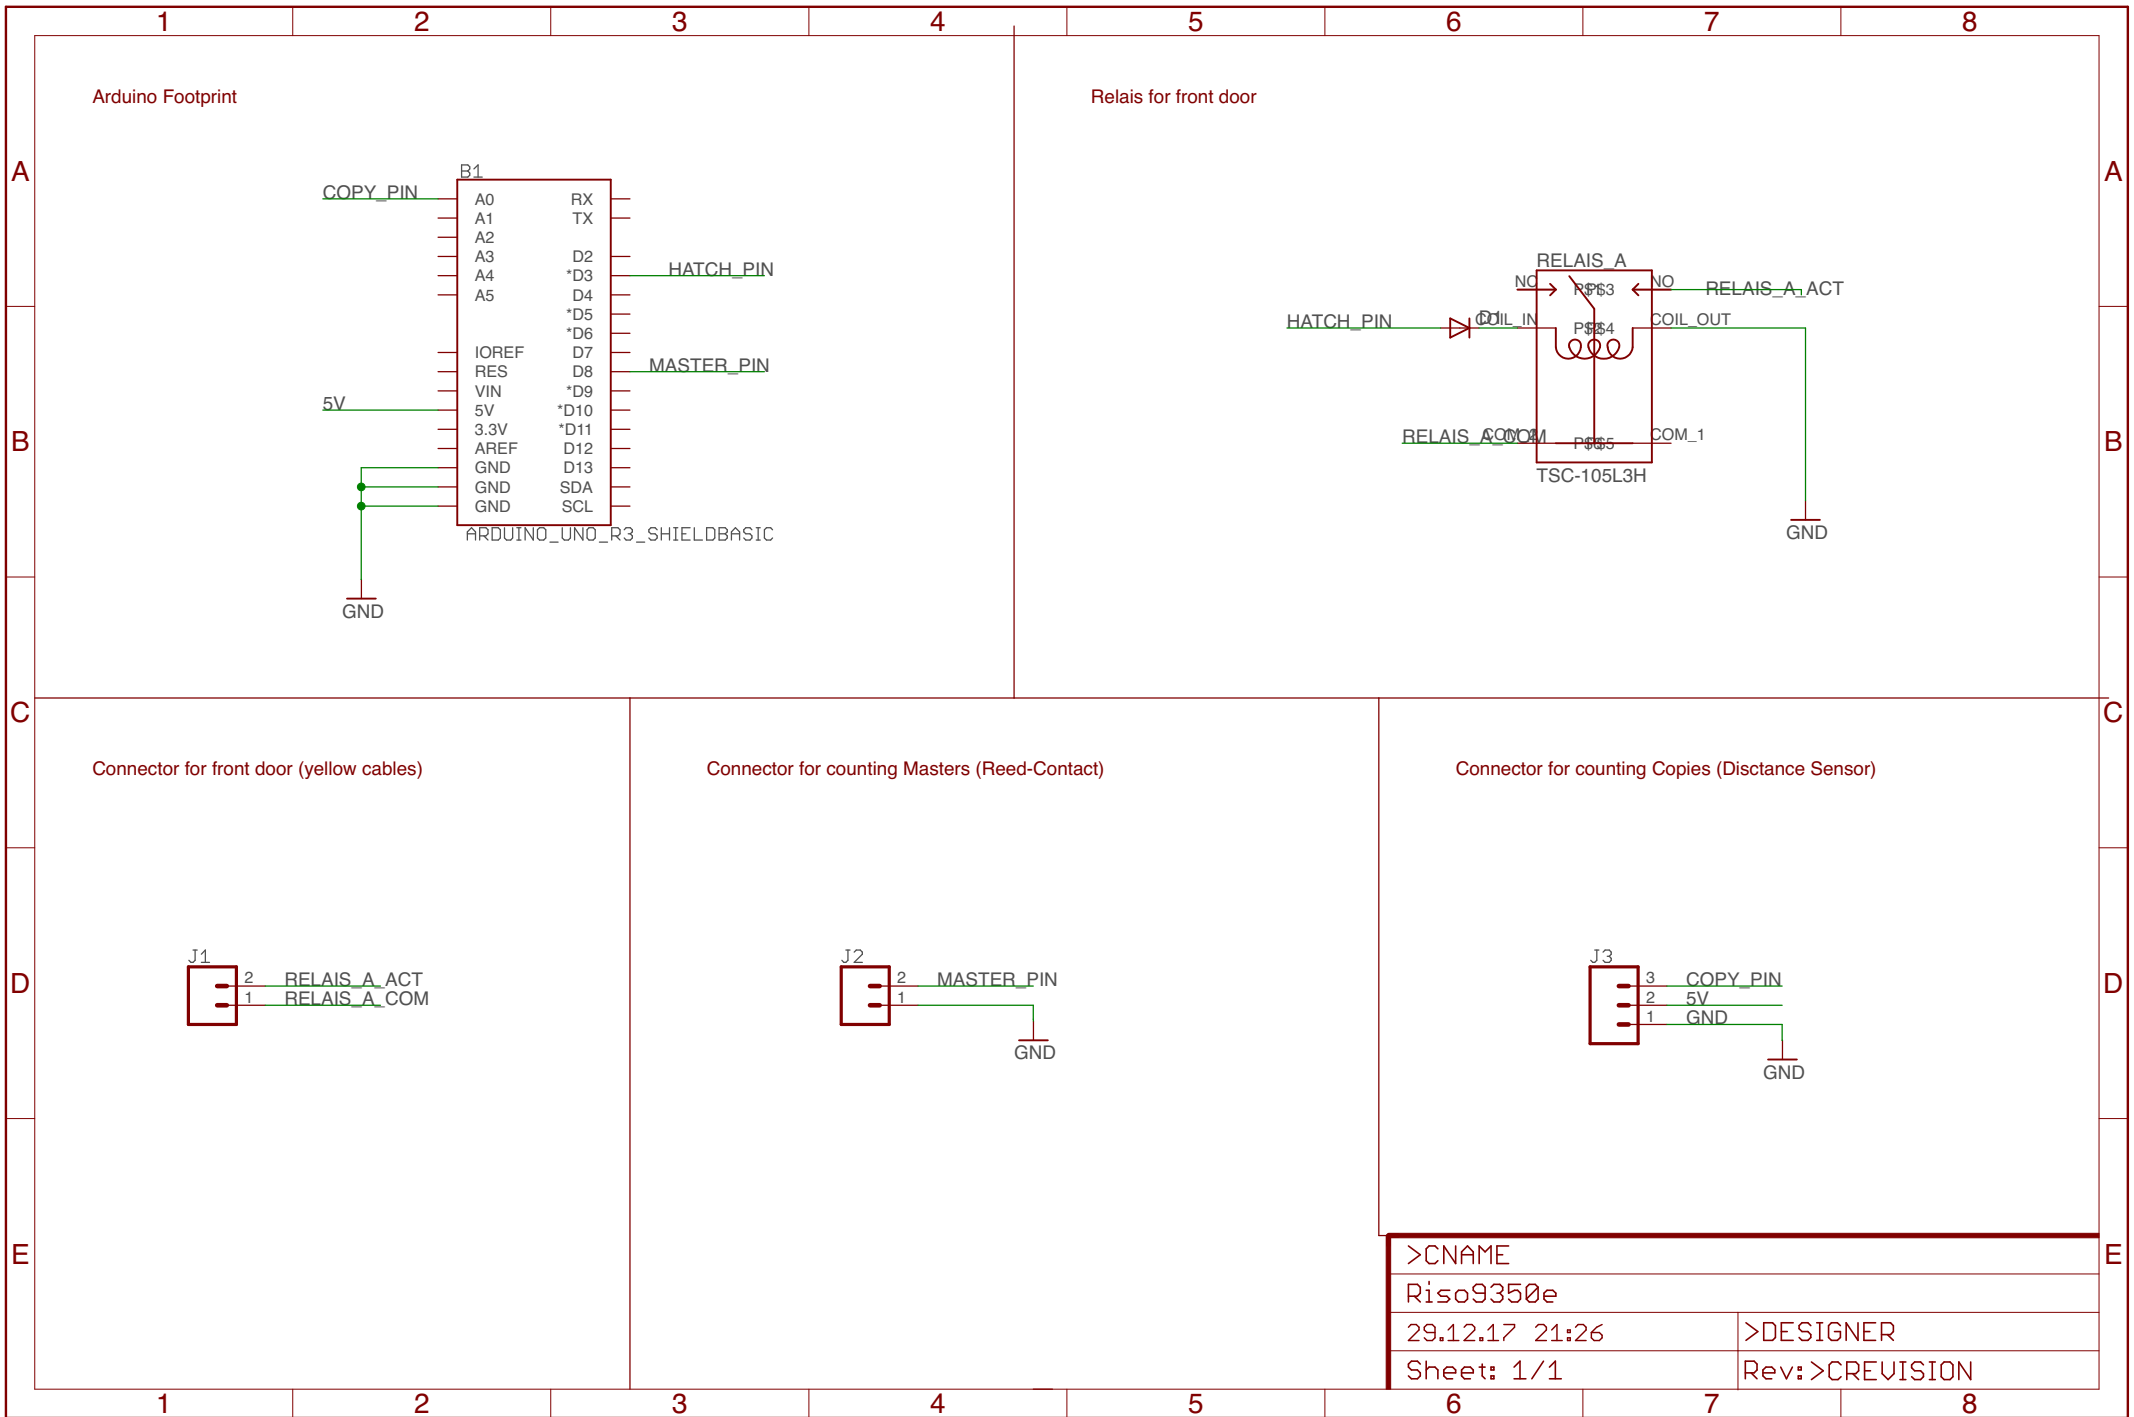 1 2 3 4 5 6 7 8
Arduino Footprint
Relais for front door
A
A
B1
COPY_PIN
A0 RX
A1 TX
A2
A3 D2
A4 *D3 HATCH_PIN
A5 D4
*D5
*D6
IOREF D7
RES D8 MASTER_PIN
VIN *D9
5V
5V *D10
3.3V *D11
AREF D12
GND D13
GND SDA
GND SCL
ARDUINO_UNO_R3_SHIELDBASIC
GND
RELAIS_A
NC NO
RELAIS_A_ACT
HATCH_PIN D1 COIL_IN COIL_OUT
RELAIS_A_COM COM_2 COM_1
TSC-105L3H
GND
B
B
C
C
Connector for front door (yellow cables)
Connector for counting Masters (Reed-Contact)
Connector for counting Copies (Disctance Sensor)
D
D
J1
2 RELAIS_A_ACT
1 RELAIS_A_COM
J2
2 MASTER_PIN
1
GND
J3
3 COPY_PIN
2 5V
1 GND
GND
E
E
>CNAME
Riso9350e
29.12.17 21:26
>DESIGNER
Sheet: 1/1
Rev:>CREVISION
1 2 3 4 5 6 7 8